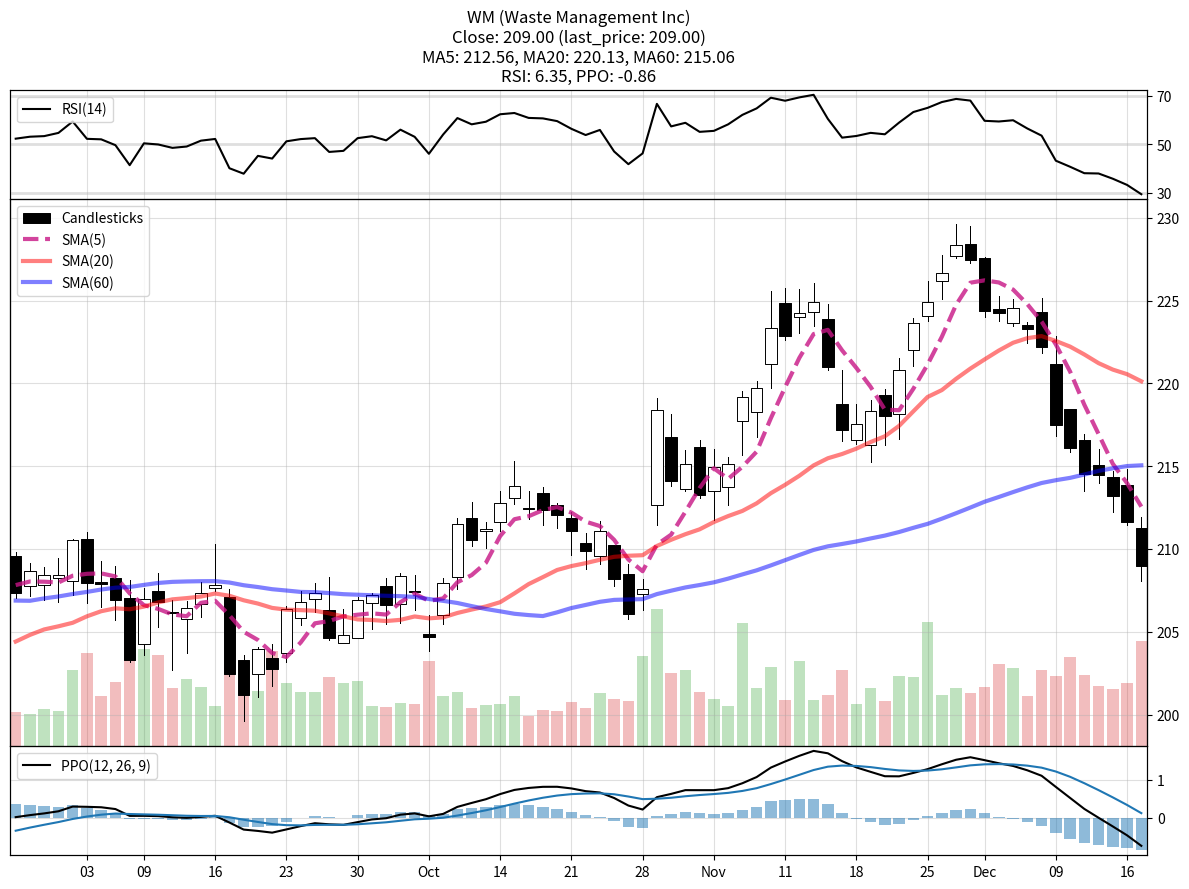 WM (Waste Management Inc)
Close: 209.00 (last_price: 209.00)
MA5: 212.56, MA20: 220.13, MA60: 215.06
RSI: 6.35, PPO: -0.86
RSI(14)
70
50
30
Candlesticks
SMA(5)
SMA(20)
SMA(60)
230
225
220
215
210
205
200
PPO(12, 26, 9)
1
0
03 09 16 23 30 Oct 14 21 28 Nov 11 18 25 Dec 09 16